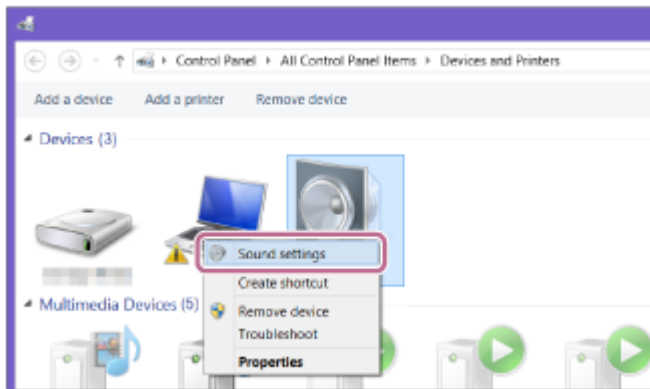 Control Panel All Control Panel Items Devices and Printers
Add a device Add a printer Remove device
Devices (3)
Sound settings
Create shortcut
Multimedia Devices (5)
Remove device
Troubleshoot
Properties